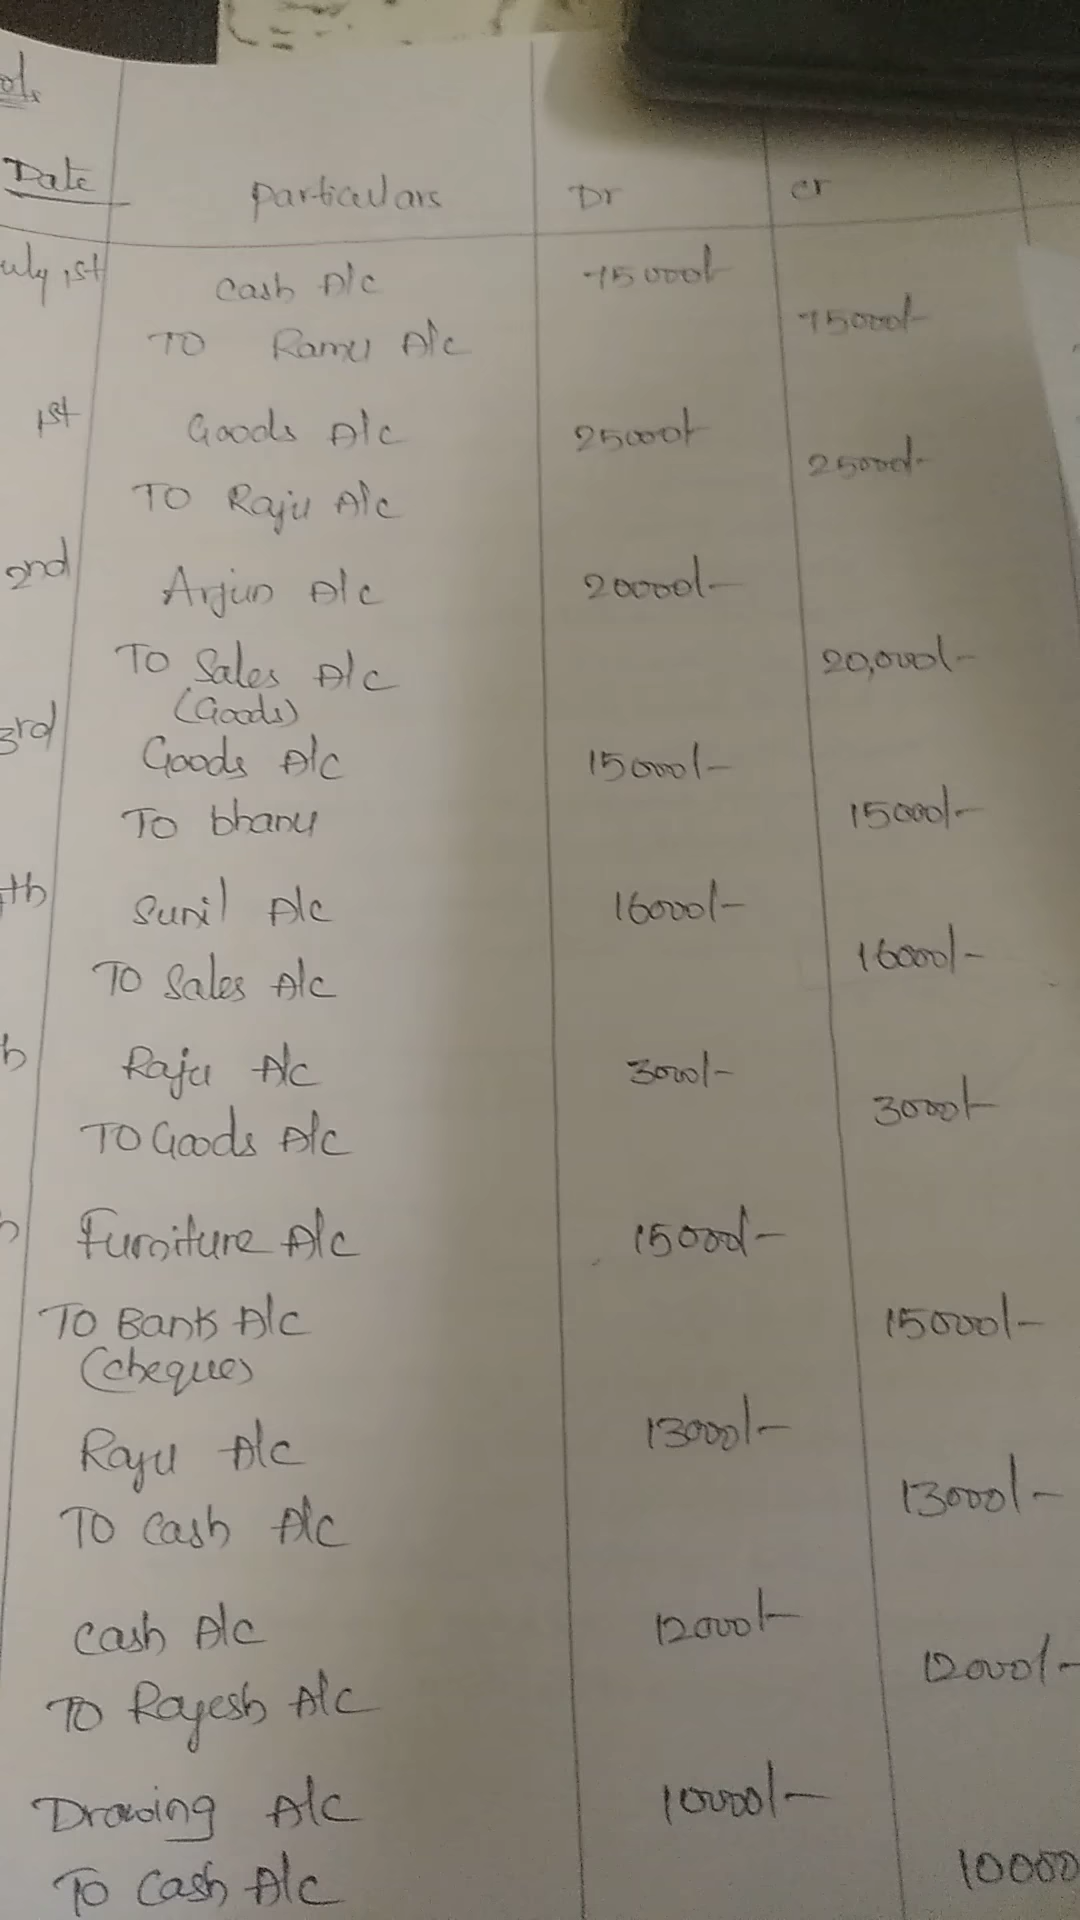 Date Particulars Dr cr
July 1st Cash A/c 75000/-
TO Ramu A/c 75000/-
1st Goods A/c 25000/-
TO Raju A/c 25000/-
2nd Arjun A/c 20000/-
TO Sales A/c 20,000/-
(Goods)
3rd Goods A/c 15000/-
TO bhanu 15000/-
th Sunil A/c 16000/-
TO Sales A/c 16000/-
Raju A/c 3000/-
TO Goods A/c 3000/-
Furniture A/c 15000/-
TO Bank A/c 15000/-
(cheque)
Raju A/c 13000/-
TO Cash A/c 13000/-
Cash A/c 12000/-
TO Rajesh A/c 12000/-
Drawing A/c 10000/-
To Cash A/c 10000